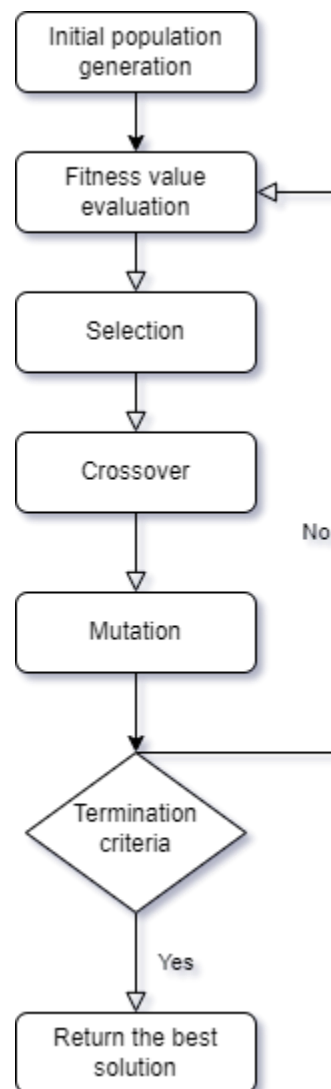 Initial population
generation
Fitness value
evaluation
Selection
Crossover
No
Mutation
Termination
criteria
Yes
Return the best
solution